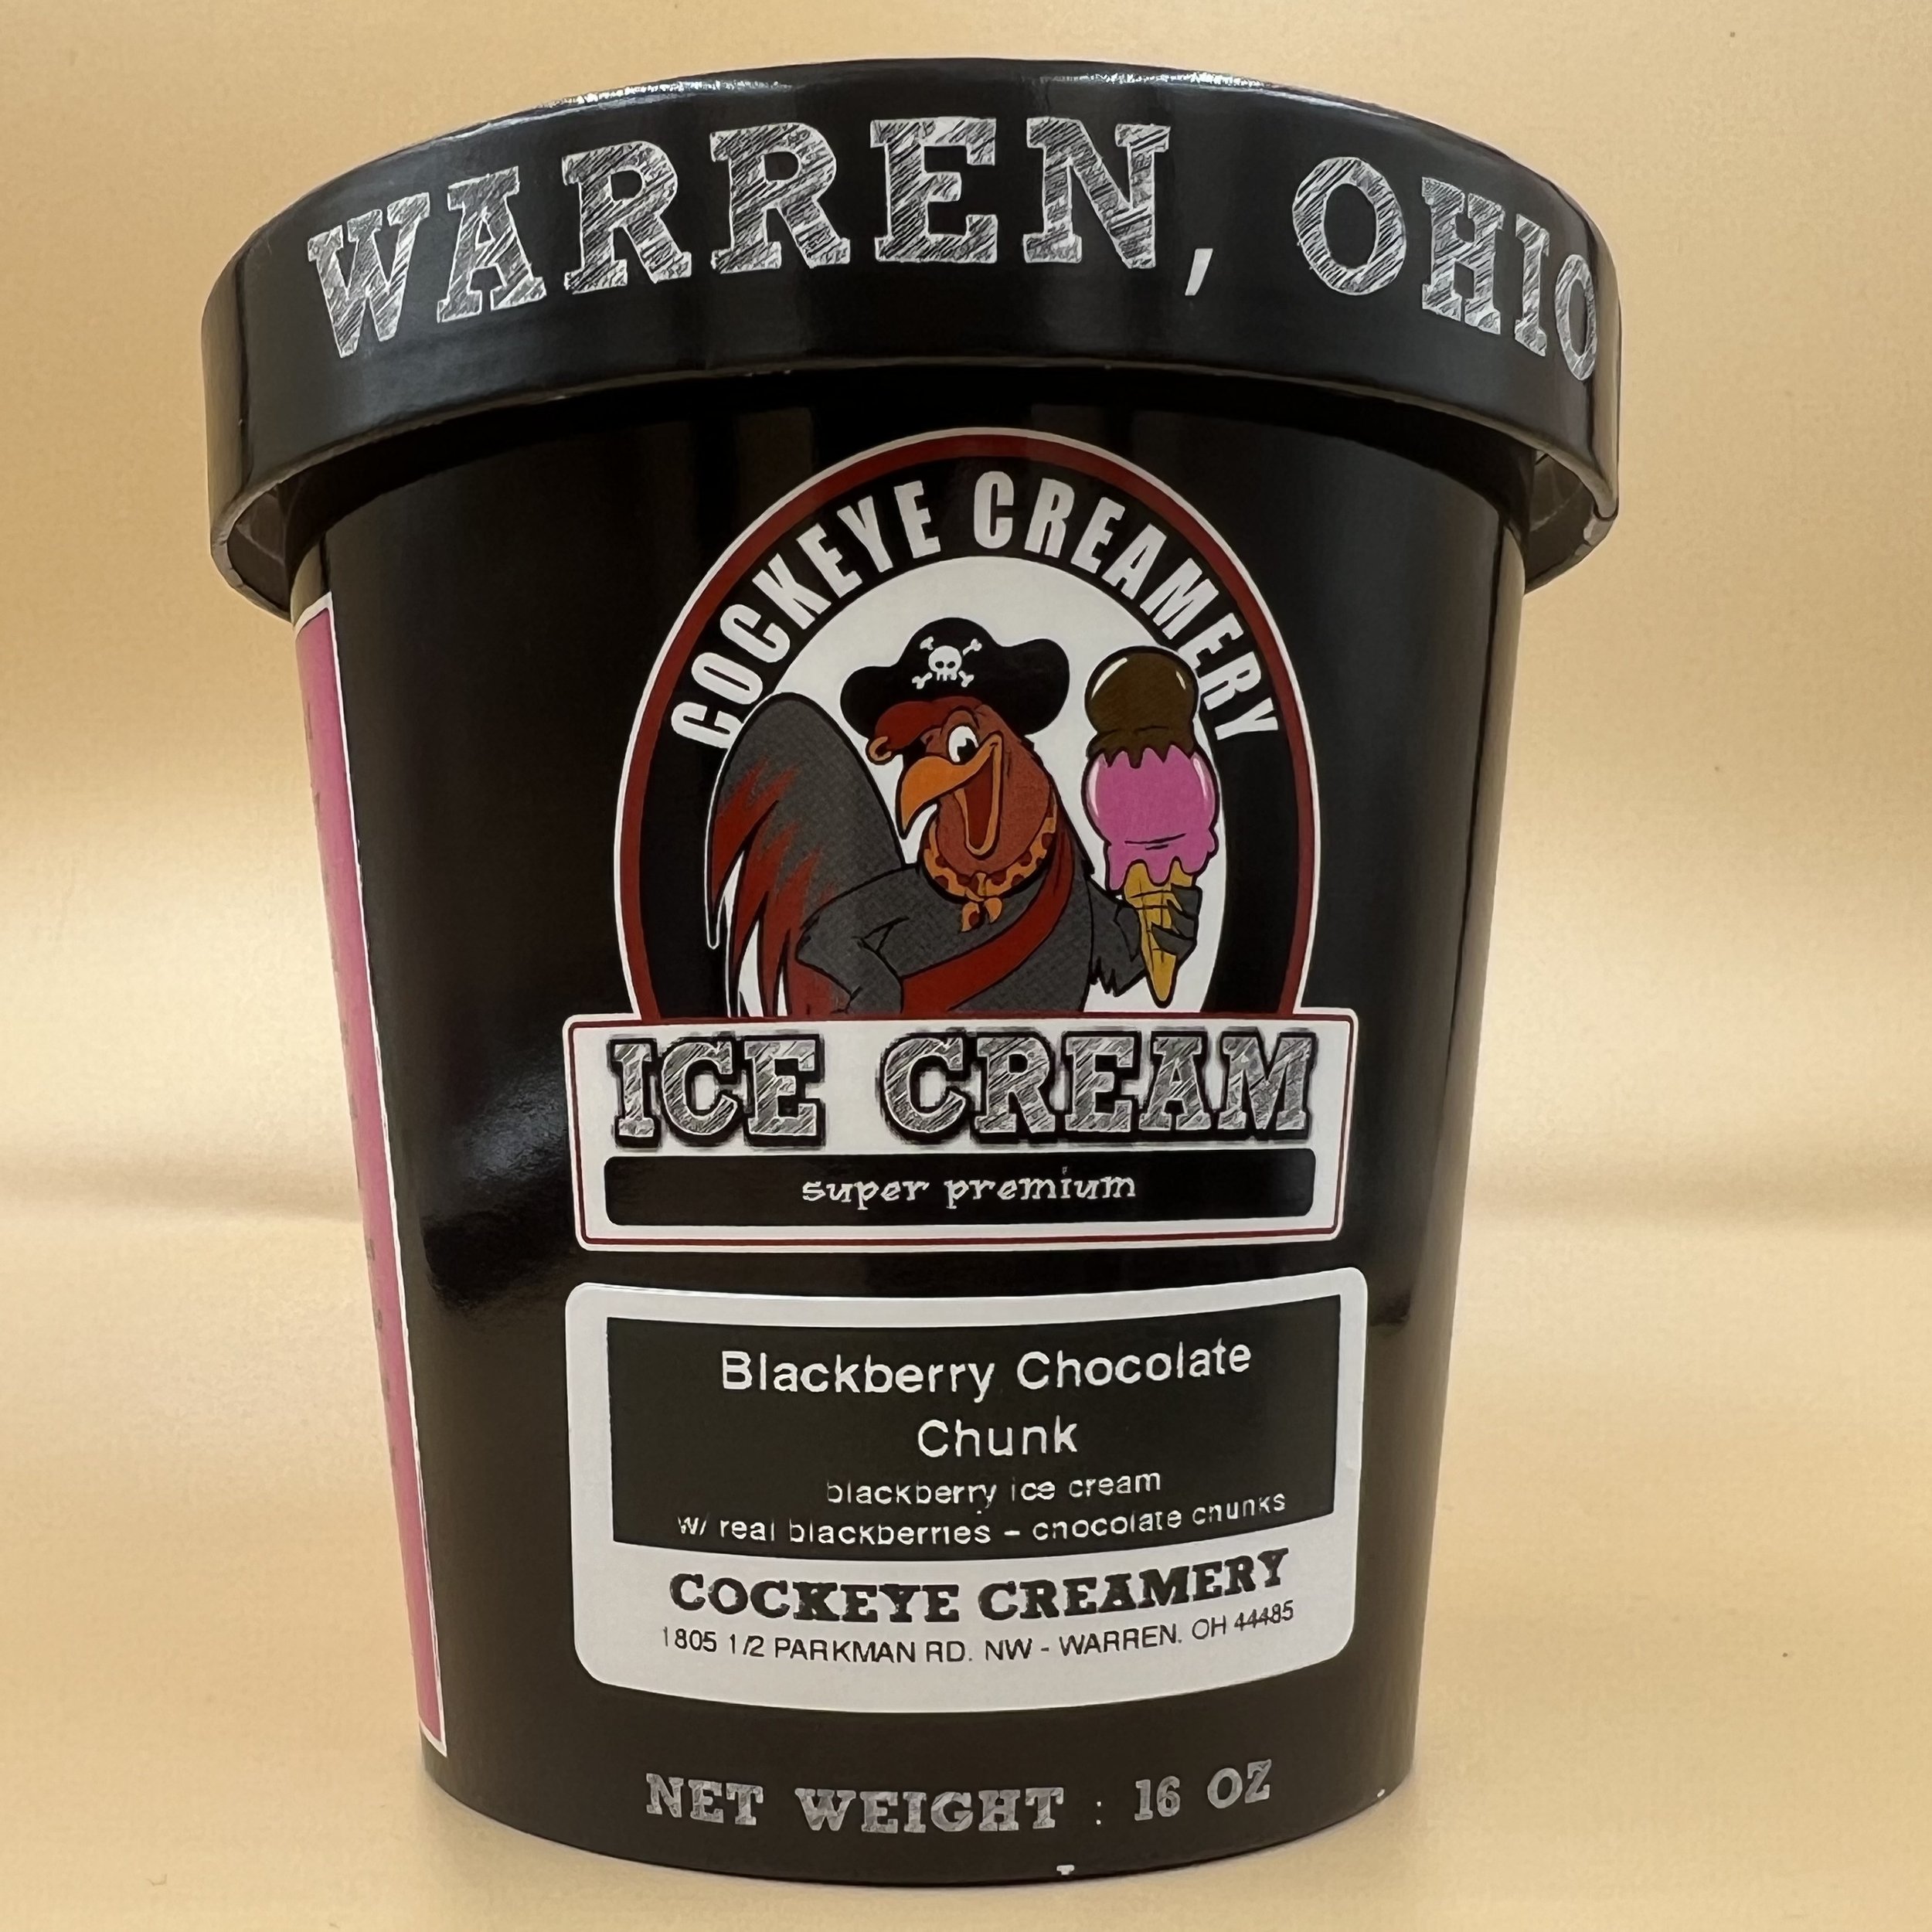 WARREN, OHIO
COCKEYE CREAMERY
ICE CREAM
super premium
Blackberry Chocolate
Chunk
blackberry ice cream
w/ real blackberries - chocolate chunks
COCKEYE CREAMERY
1805 1/2 PARKMAN RD. NW - WARREN, OH 44485
NET WEIGHT : 16 OZ